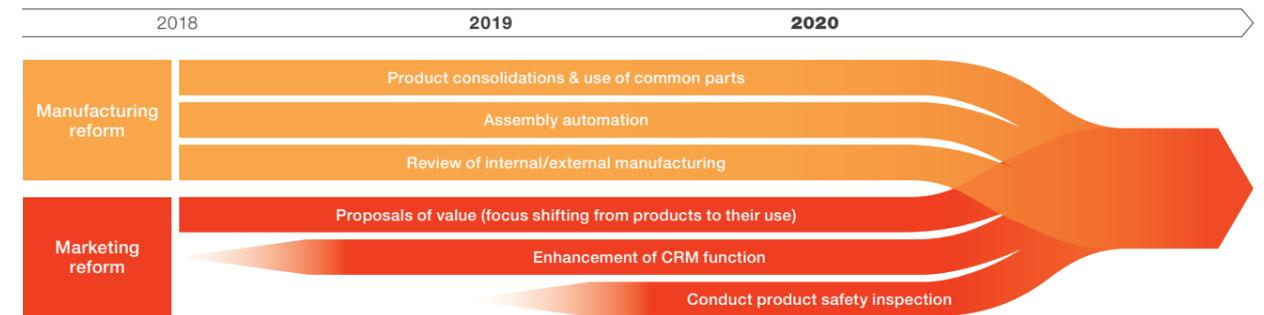 2018 2019 2020
Manufacturing
reform
Product consolidations & use of common parts
Assembly automation
Review of internal/external manufacturing
Marketing
reform
Proposals of value (focus shifting from products to their use)
Enhancement of CRM function
Conduct product safety inspection